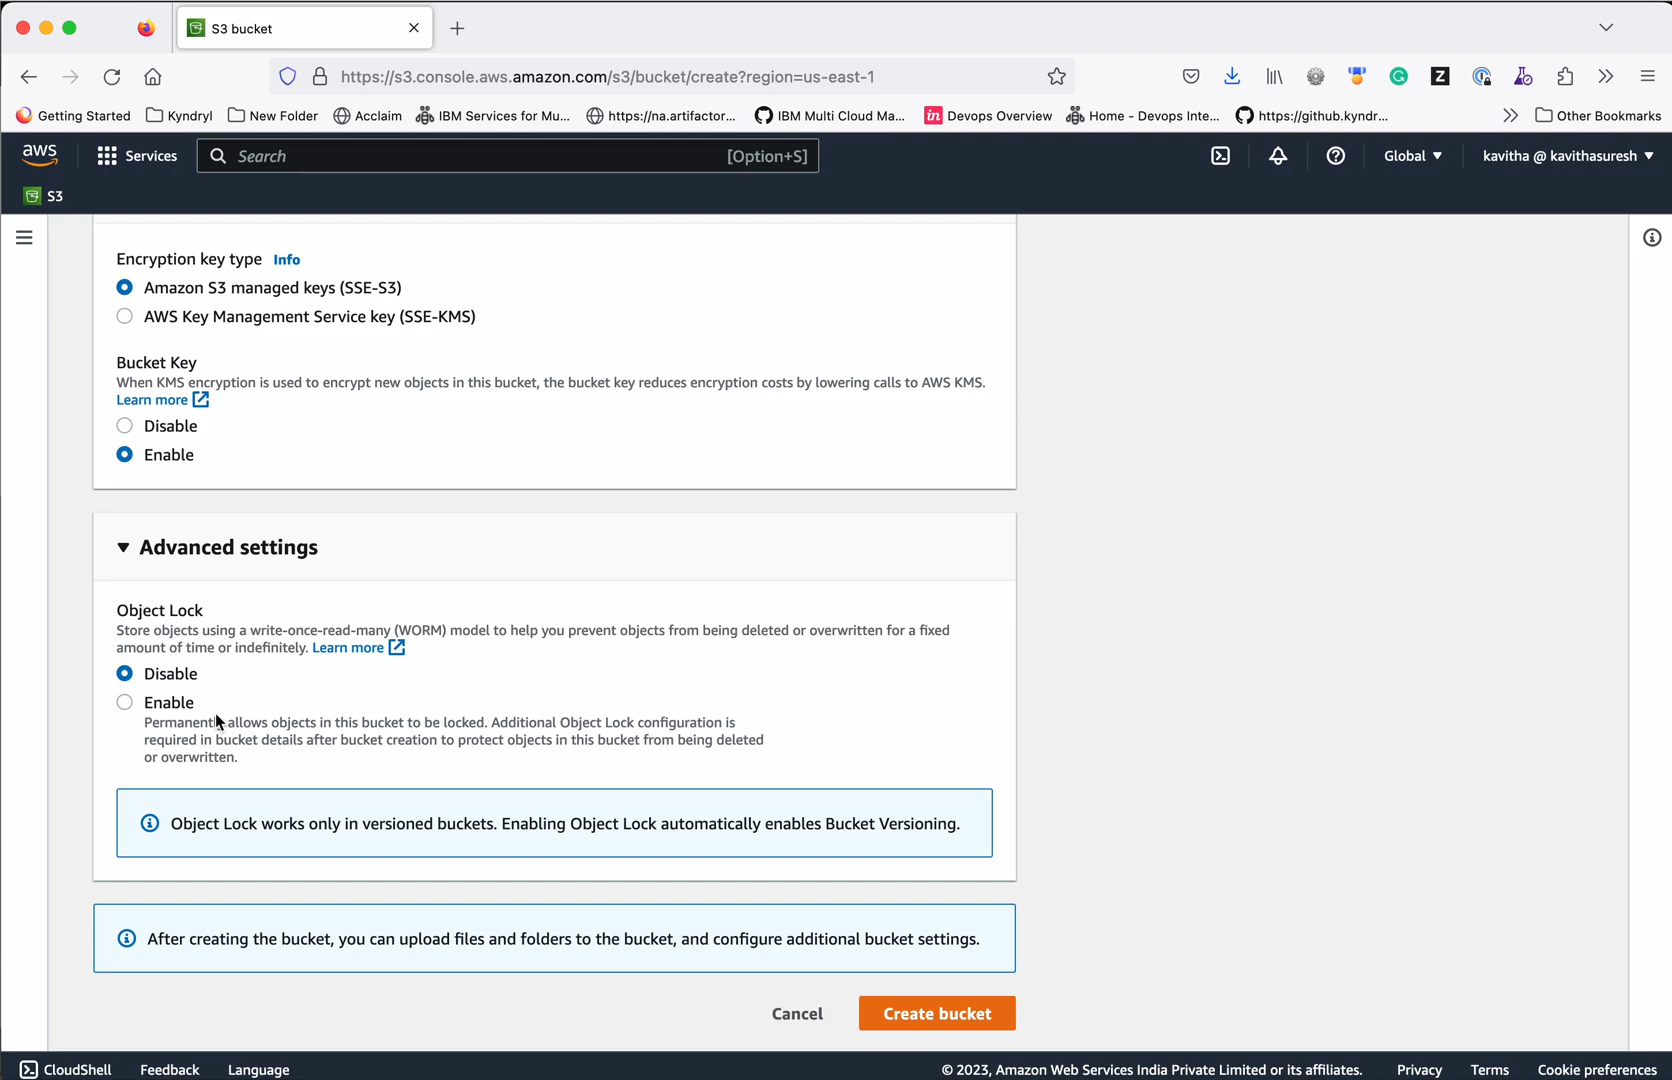 S3 bucket
https://s3.console.aws.amazon.com/s3/bucket/create?region=us-east-1
Getting Started Kyndryl New Folder Acclaim IBM Services for Mu... https://na.artifactor... IBM Multi Cloud Ma... Devops Overview Home - Devops Inte... https://github.kyndr... Other Bookmarks
aws Services Search [Option+S] Global kavitha @ kavithasuresh
S3
Encryption key type Info
Amazon S3 managed keys (SSE-S3)
AWS Key Management Service key (SSE-KMS)
Bucket Key
When KMS encryption is used to encrypt new objects in this bucket, the bucket key reduces encryption costs by lowering calls to AWS KMS.
Learn more
Disable
Enable
Advanced settings
Object Lock
Store objects using a write-once-read-many (WORM) model to help you prevent objects from being deleted or overwritten for a fixed
amount of time or indefinitely. Learn more
Disable
Enable
Permanently allows objects in this bucket to be locked. Additional Object Lock configuration is
required in bucket details after bucket creation to protect objects in this bucket from being deleted
or overwritten.
Object Lock works only in versioned buckets. Enabling Object Lock automatically enables Bucket Versioning.
After creating the bucket, you can upload files and folders to the bucket, and configure additional bucket settings.
Cancel Create bucket
CloudShell Feedback Language © 2023, Amazon Web Services India Private Limited or its affiliates. Privacy Terms Cookie preferences